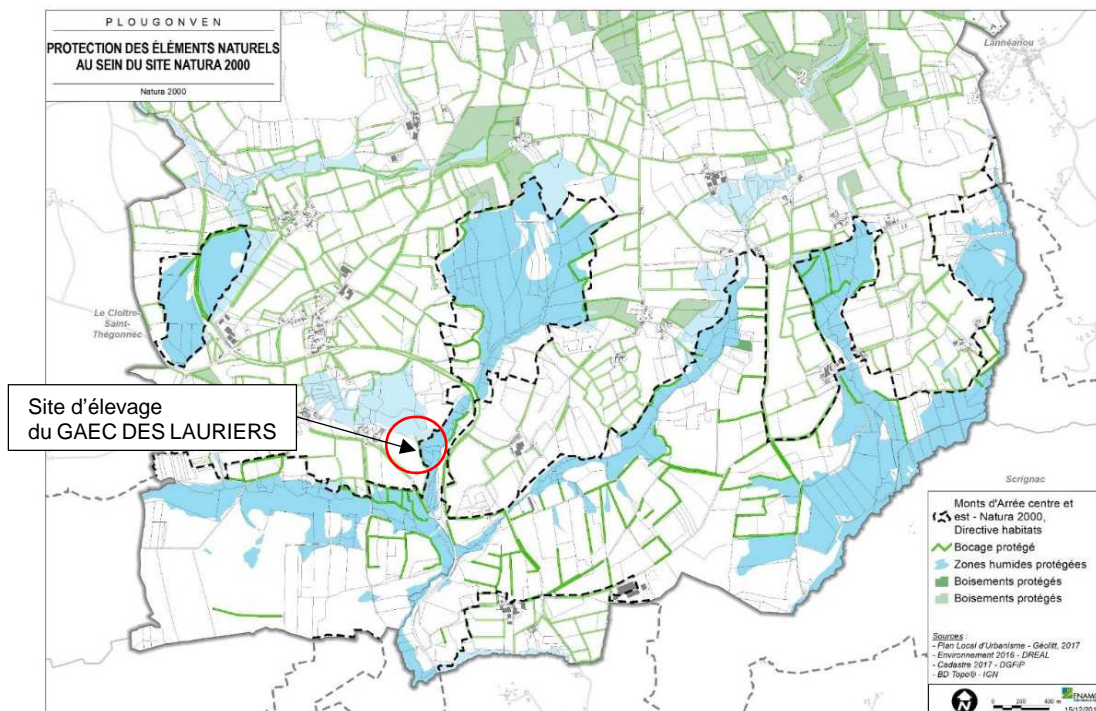 PLOUGONVEN
PROTECTION DES ÉLÉMENTS NATURELS
AU SEIN DU SITE NATURA 2000
Natura 2000
Lannéanou
Le Cloître-
Saint-
Thégonnec
Site d'élevage
du GAEC DES LAURIERS
Scrignac
Monts d'Arrée centre et
est - Natura 2000,
Directive habitats
Bocage protégé
Zones humides protégées
Boisements protégés
Boisements protégés
Sources :
- Plan Local d'Urbanisme - Géolitt, 2017
- Environnement 2016 - DREAL
- Cadastre 2017 - DGFiP
- BD Topo® - IGN
N
0 200 400 m